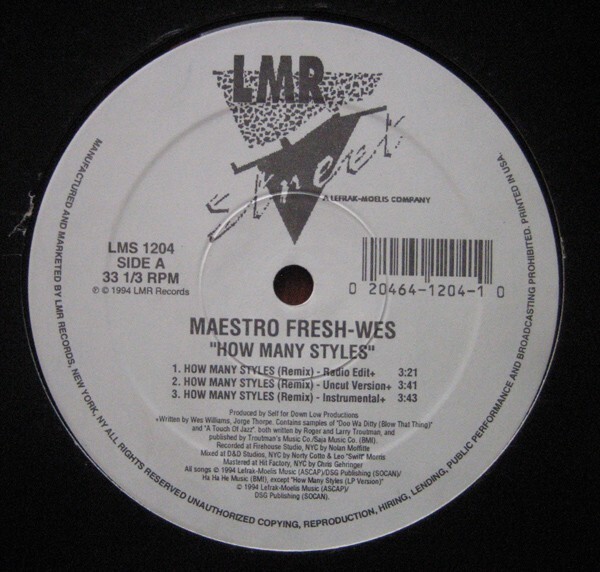 LMR
Street
A LEFRAK-MOELIS COMPANY
LMS 1204
SIDE A
33 1/3 RPM
℗ © 1994 LMR Records
0 20464-1204-1 0
MAESTRO FRESH-WES
"HOW MANY STYLES"
1. HOW MANY STYLES (Remix) - Radio Edit+ 3:21
2. HOW MANY STYLES (Remix) - Uncut Version+ 3:41
3. HOW MANY STYLES (Remix) - Instrumental+ 3:43
Produced by Self for Down Low Productions
+Written by Wes Williams, Jorge Thorpe. Contains samples of "Doo Wa Ditty (Blow That Thing)"
and "A Touch Of Jazz". both written by Roger and Larry Troutman, and
published by Troutman's Music Co./Saja Music Co. (BMI).
Recorded at Firehouse Studio, NYC by Nolan Moffitte
Mixed at D&D Studios, NYC by Norty Cotto & Leo "Swift" Morris
Mastered at Hit Factory, NYC by Chris Gehringer
All songs © 1994 Lefrak-Moelis Music (ASCAP)/DSG Publishing (SOCAN)/
Ha Ha He Music (BMI), except "How Many Styles (LP Version)"
© 1994 Lefrak-Moelis Music (ASCAP)/
DSG Publishing (SOCAN).
MANUFACTURED AND MARKETED BY LMR RECORDS, NEW YORK, NY. ALL RIGHTS RESERVED UNAUTHORIZED COPYING, REPRODUCTION, HIRING, LENDING, PUBLIC PERFORMANCE AND BROADCASTING PROHIBITED. PRINTED IN USA.